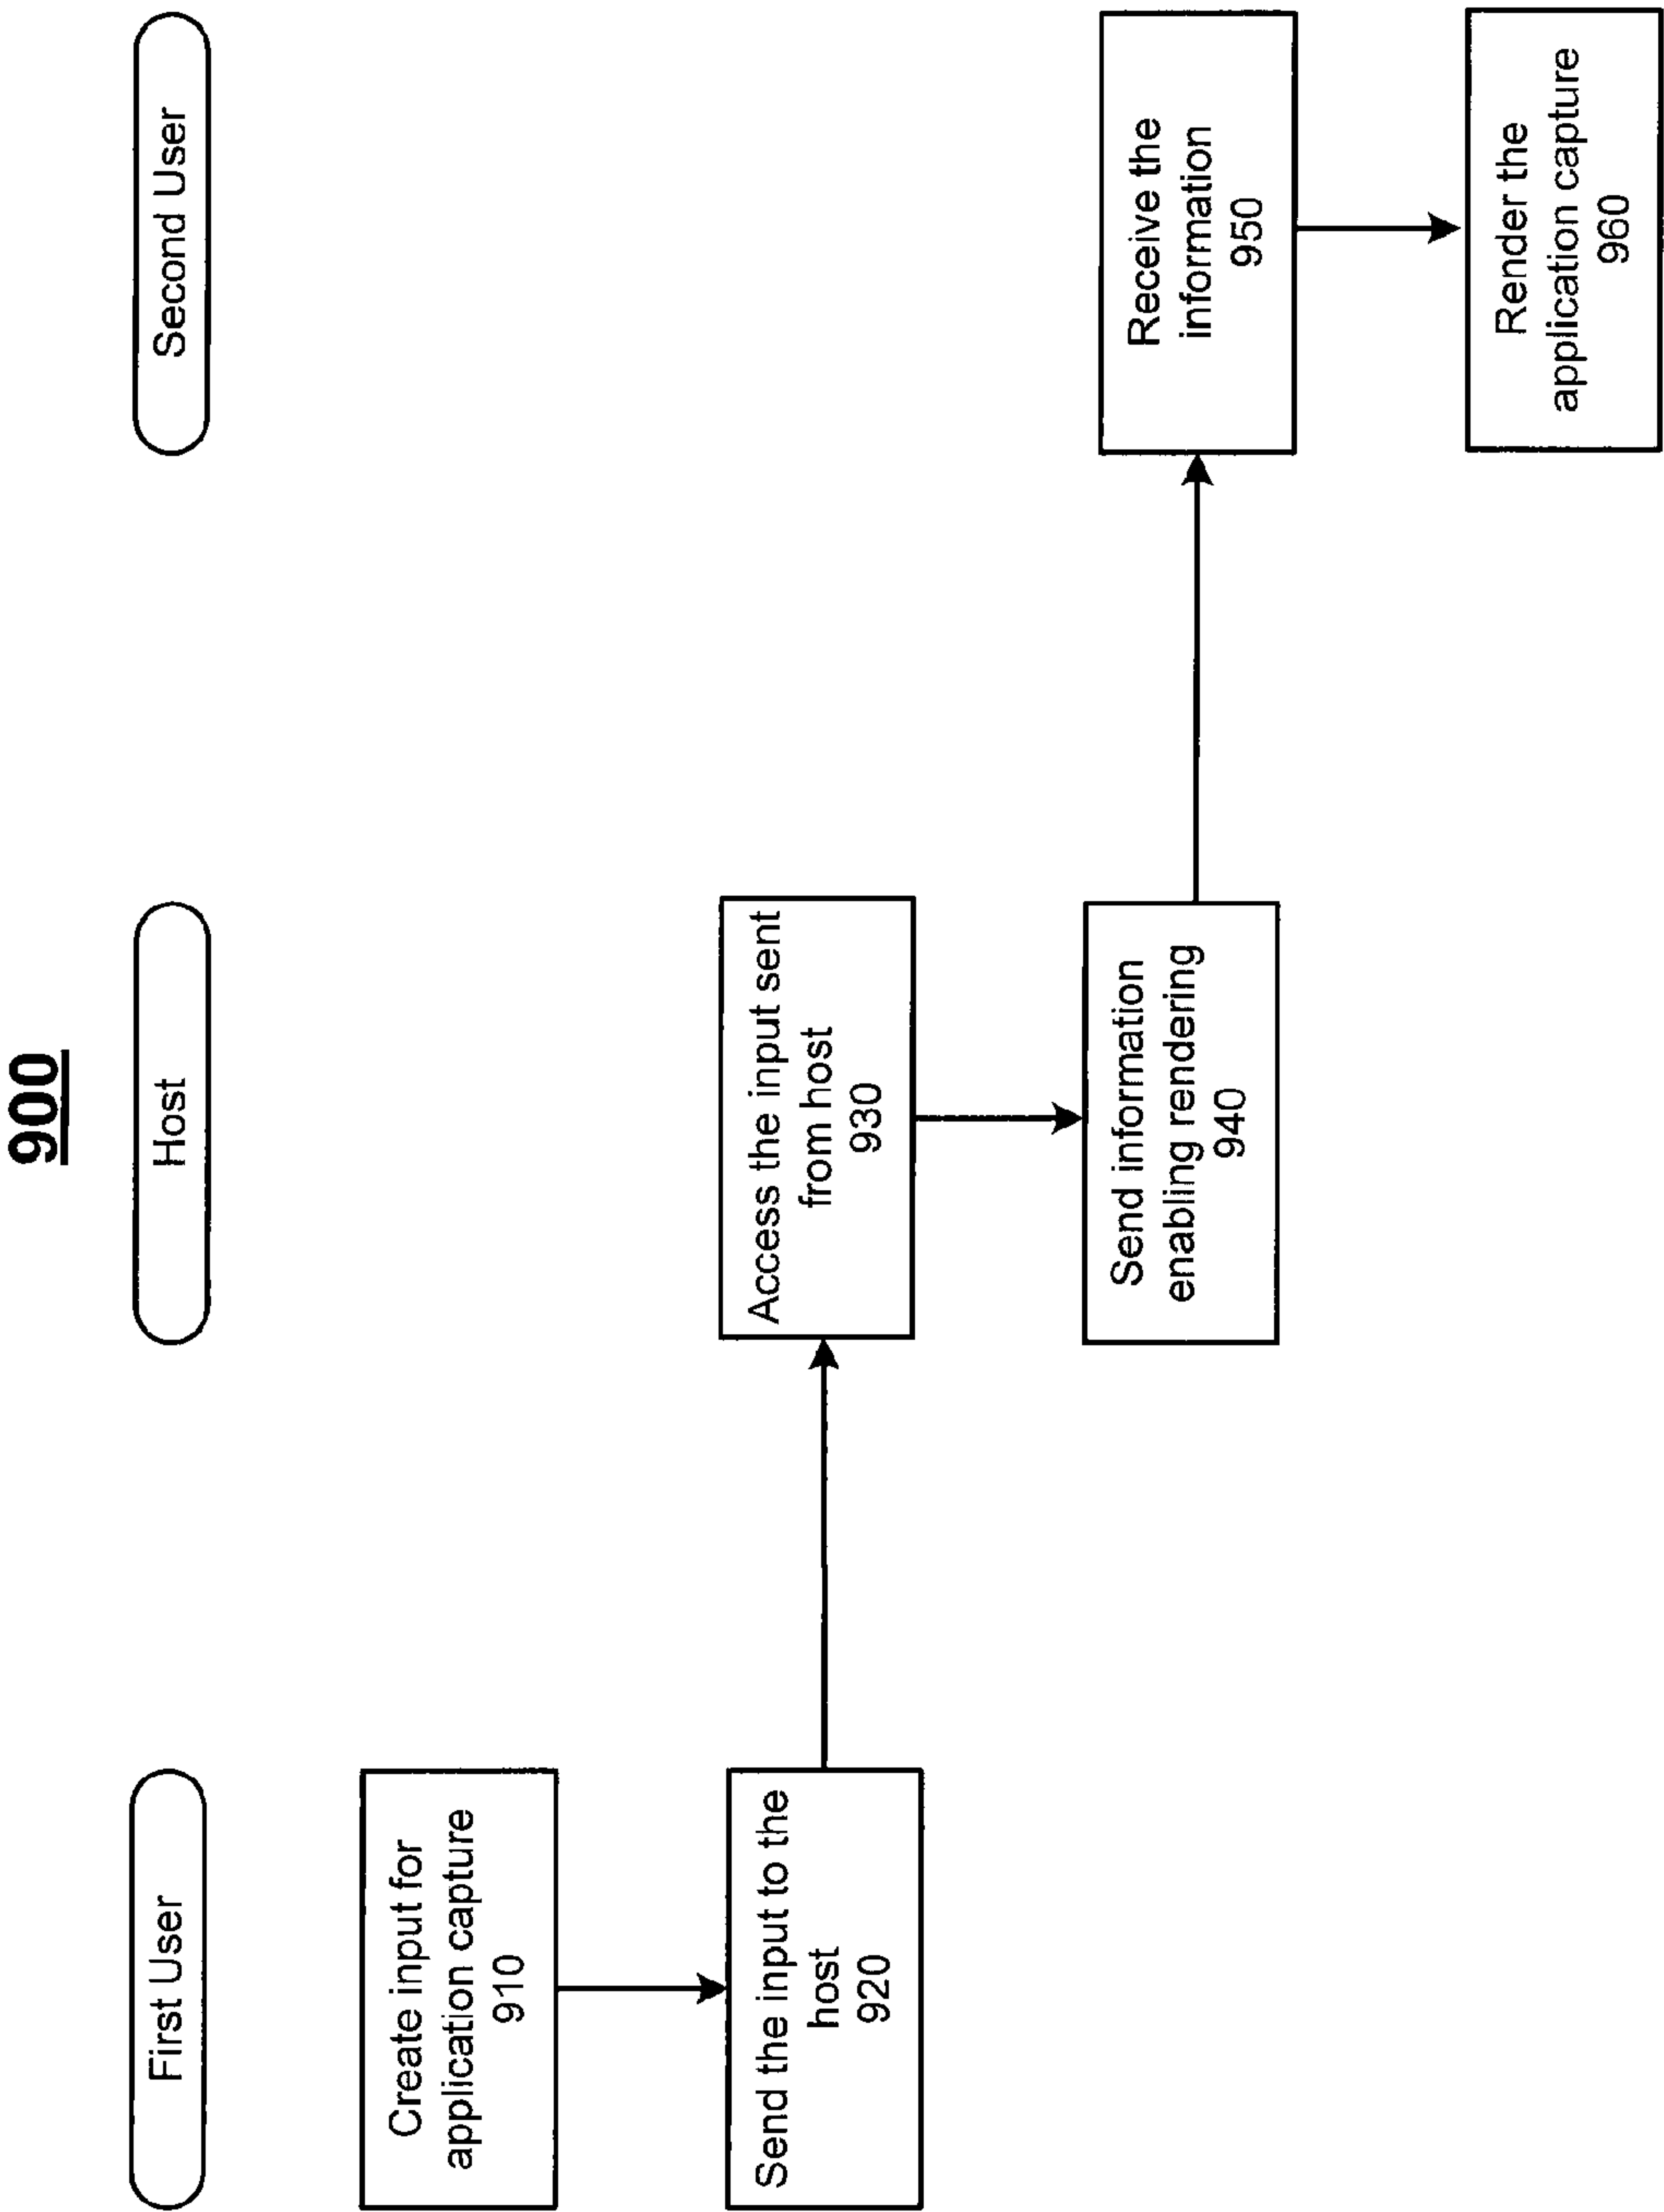 900
First User
Host
Second User
Create input for
application capture
910
Send the input to the
host
920
Access the input sent
from host
930
Send information
enabling rendering
940
Receive the
information
950
Render the
application capture
960